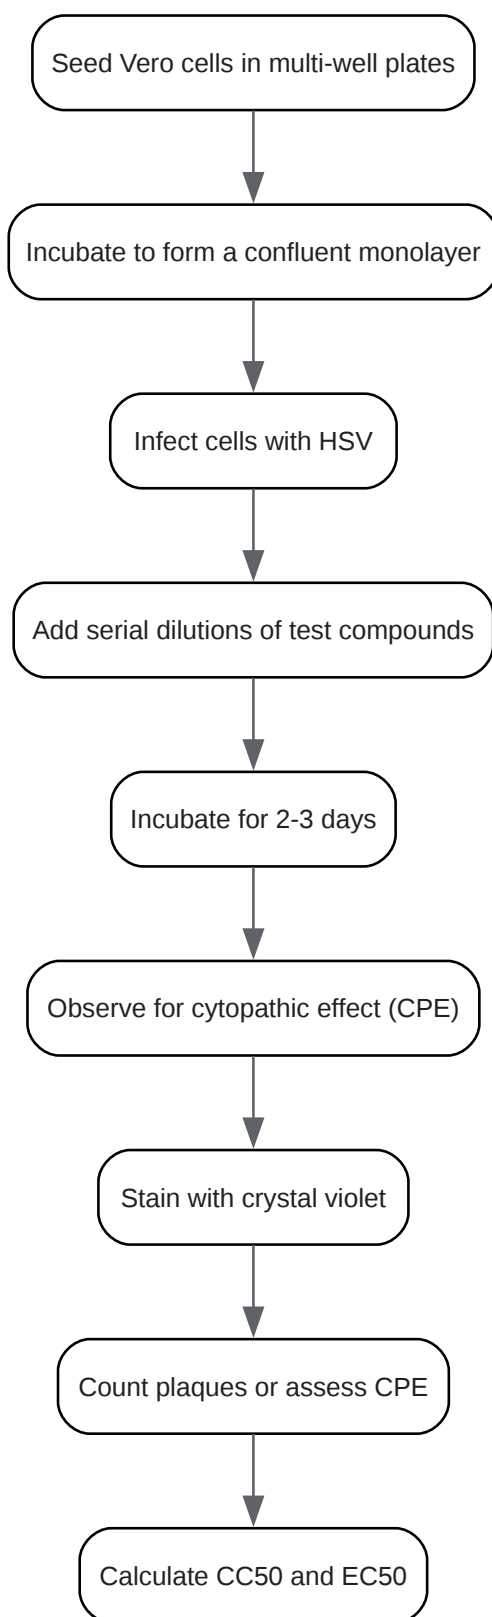 Seed Vero cells in multi-well plates
Incubate to form a confluent monolayer
Infect cells with HSV
Add serial dilutions of test compounds
Incubate for 2-3 days
Observe for cytopathic effect (CPE)
Stain with crystal violet
Count plaques or assess CPE
Calculate CC50 and EC50